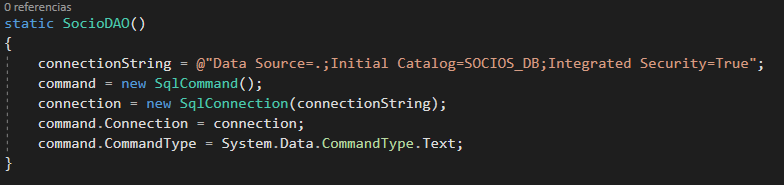 0 referencias
static SocioDAO()
{
connectionString = @"Data Source=.;Initial Catalog=SOCIOS_DB;Integrated Security=True";
command = new SqlCommand();
connection = new SqlConnection(connectionString);
command.Connection = connection;
command.CommandType = System.Data.CommandType.Text;
}